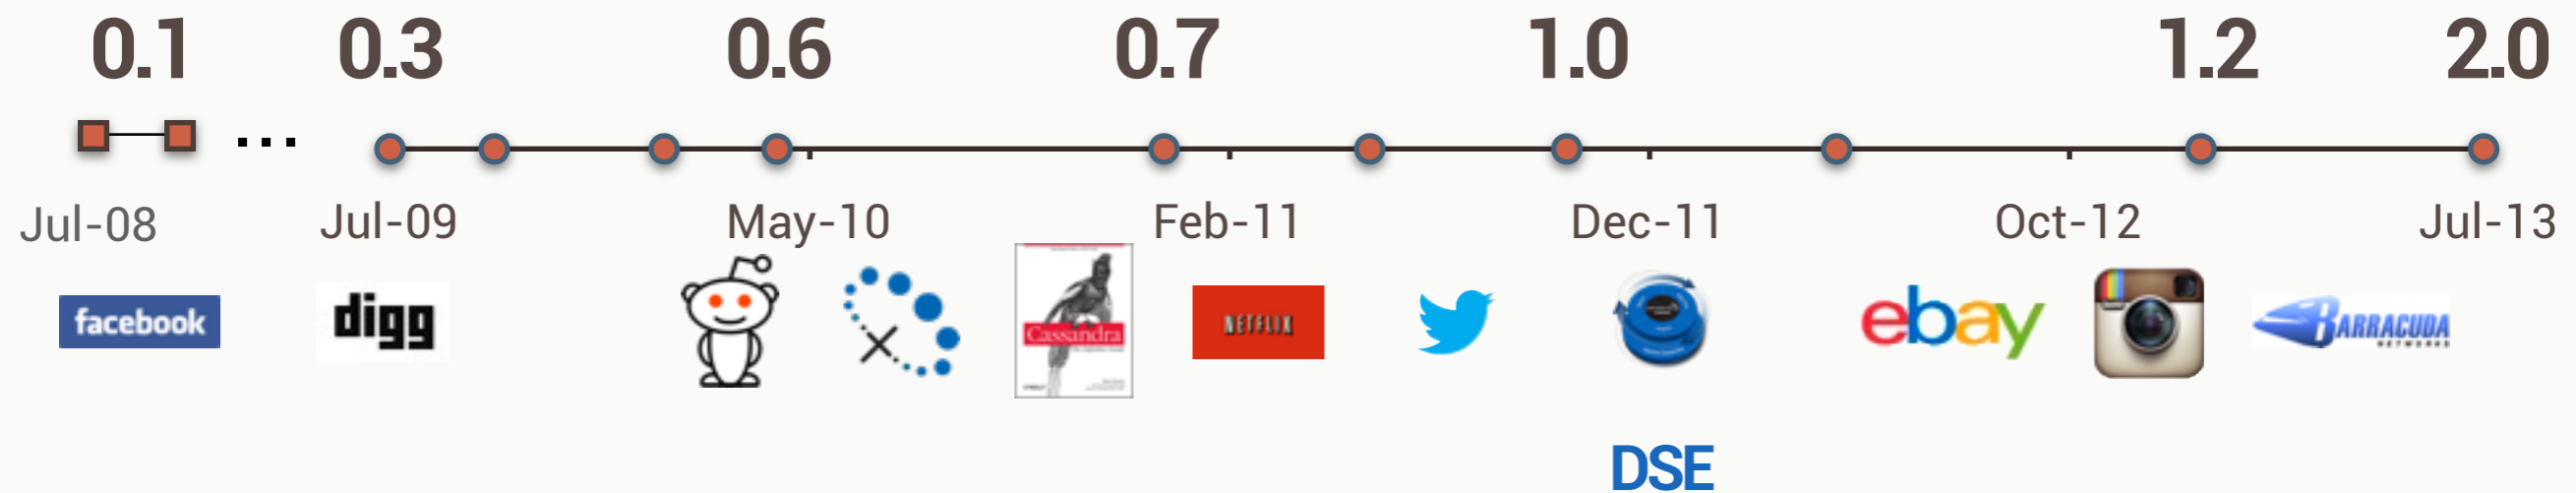 0.1 0.3 0.6 0.7 1.0 1.2 2.0
...
Jul-08 Jul-09 May-10 Feb-11 Dec-11 Oct-12 Jul-13
facebook digg Cassandra NETFLIX ebay BARRACUDA
NETWORKS
DSE